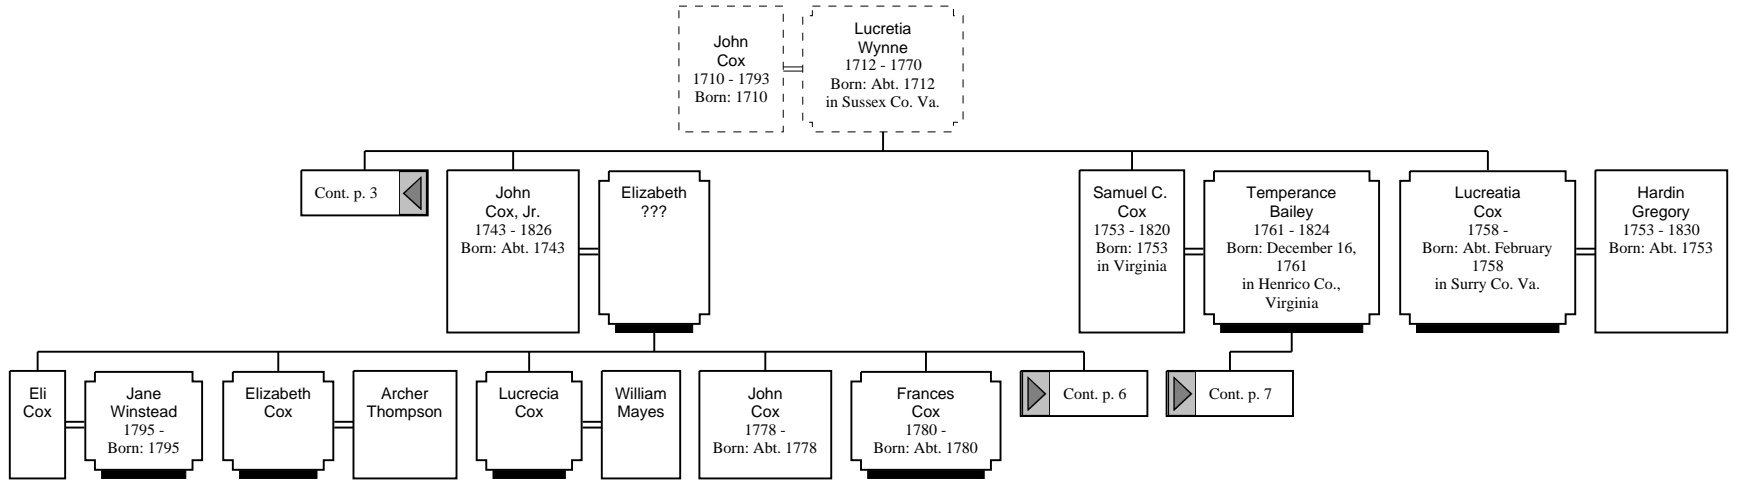 John
Cox
1710 - 1793
Born: 1710
Lucretia
Wynne
1712 - 1770
Born: Abt. 1712
in Sussex Co. Va.
Cont. p. 3
John
Cox, Jr.
1743 - 1826
Born: Abt. 1743
Elizabeth
???
Samuel C.
Cox
1753 - 1820
Born: 1753
in Virginia
Temperance
Bailey
1761 - 1824
Born: December 16,
1761
in Henrico Co.,
Virginia
Lucreatia
Cox
1758 -
Born: Abt. February
1758
in Surry Co. Va.
Hardin
Gregory
1753 - 1830
Born: Abt. 1753
Eli
Cox
Jane
Winstead
1795 -
Born: 1795
Elizabeth
Cox
Archer
Thompson
Lucrecia
Cox
William
Mayes
John
Cox
1778 -
Born: Abt. 1778
Frances
Cox
1780 -
Born: Abt. 1780
Cont. p. 6
Cont. p. 7